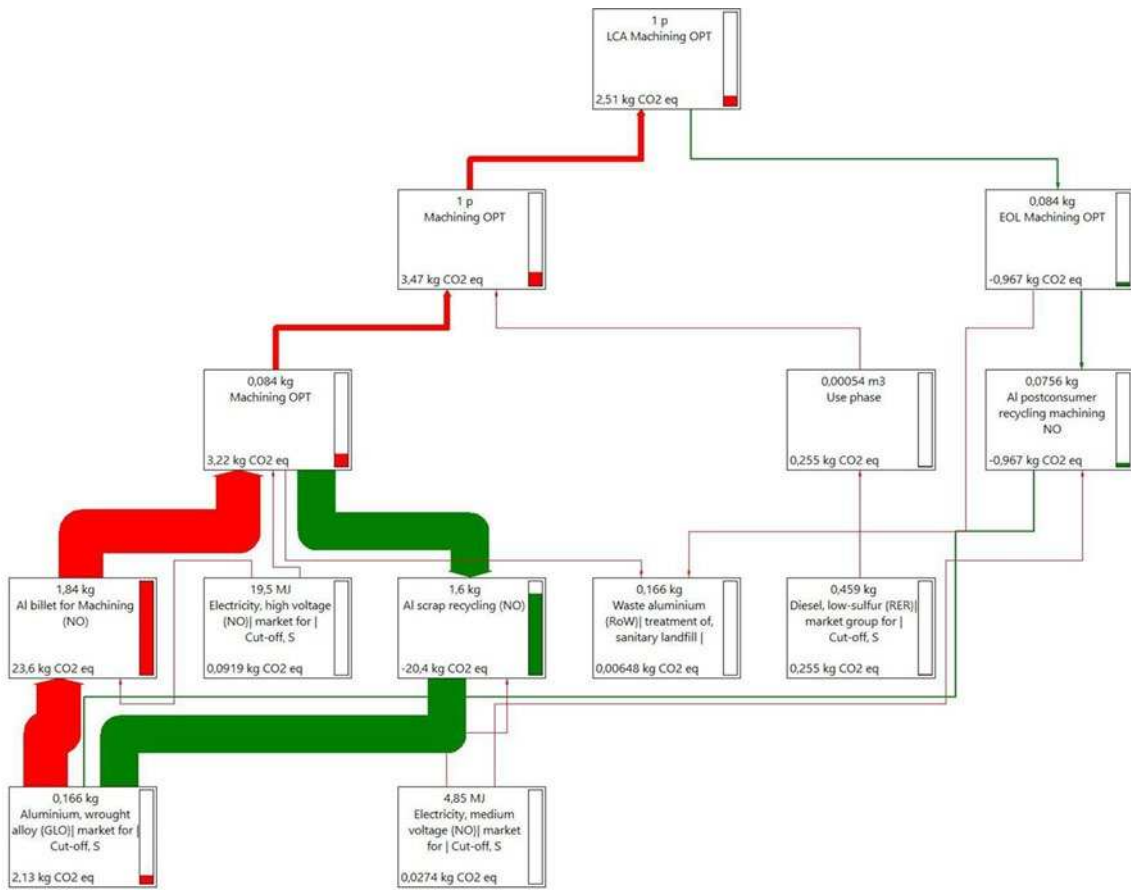 1 p
LCA Machining OPT
2,51 kg CO2 eq
1 p
Machining OPT
3,47 kg CO2 eq
0,084 kg
EOL Machining OPT
-0,967 kg CO2 eq
0,084 kg
Machining OPT
3,22 kg CO2 eq
0,00054 m3
Use phase
0,255 kg CO2 eq
0,0756 kg
Al postconsumer
recycling machining
NO
-0,967 kg CO2 eq
1,84 kg
Al billet for Machining
(NO)
23,6 kg CO2 eq
19,5 MJ
Electricity, high voltage
{NO}| market for |
Cut-off, S
0,0919 kg CO2 eq
1,6 kg
Al scrap recycling (NO)
-20,4 kg CO2 eq
0,166 kg
Waste aluminium
{RoW}| treatment of,
sanitary landfill |
0,00648 kg CO2 eq
0,459 kg
Diesel, low-sulfur {RER}|
market group for |
Cut-off, S
0,255 kg CO2 eq
0,166 kg
Aluminium, wrought
alloy {GLO}| market for |
Cut-off, S
2,13 kg CO2 eq
4,85 MJ
Electricity, medium
voltage {NO}| market
for | Cut-off, S
0,0274 kg CO2 eq